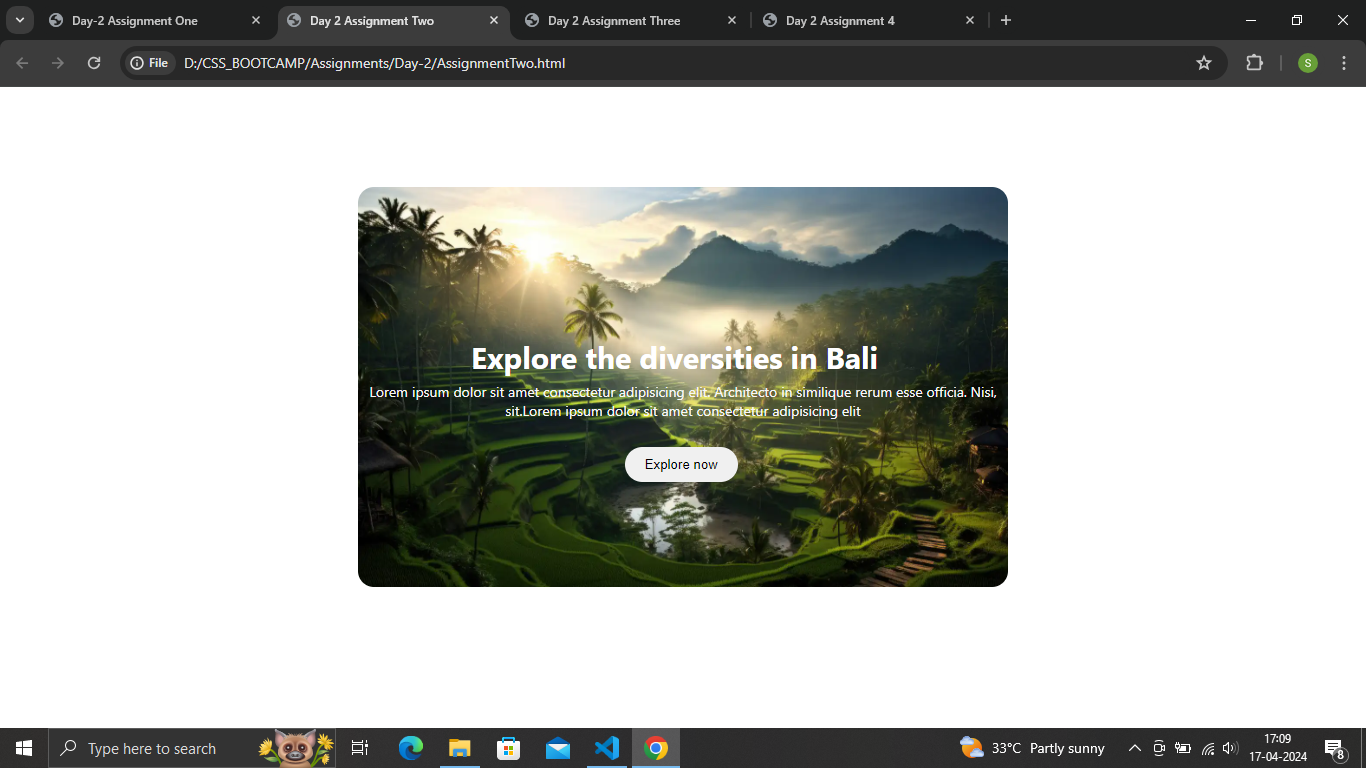 Day-2 Assignment One
Day 2 Assignment Two
Day 2 Assignment Three
Day 2 Assignment 4
File D:/CSS_BOOTCAMP/Assignments/Day-2/AssignmentTwo.html
S
Explore the diversities in Bali
Lorem ipsum dolor sit amet consectetur adipisicing elit. Architecto in similique rerum esse officia. Nisi,
sit.Lorem ipsum dolor sit amet consectetur adipisicing elit
Explore now
Type here to search
33°C Partly sunny
17:09
17-04-2024
8